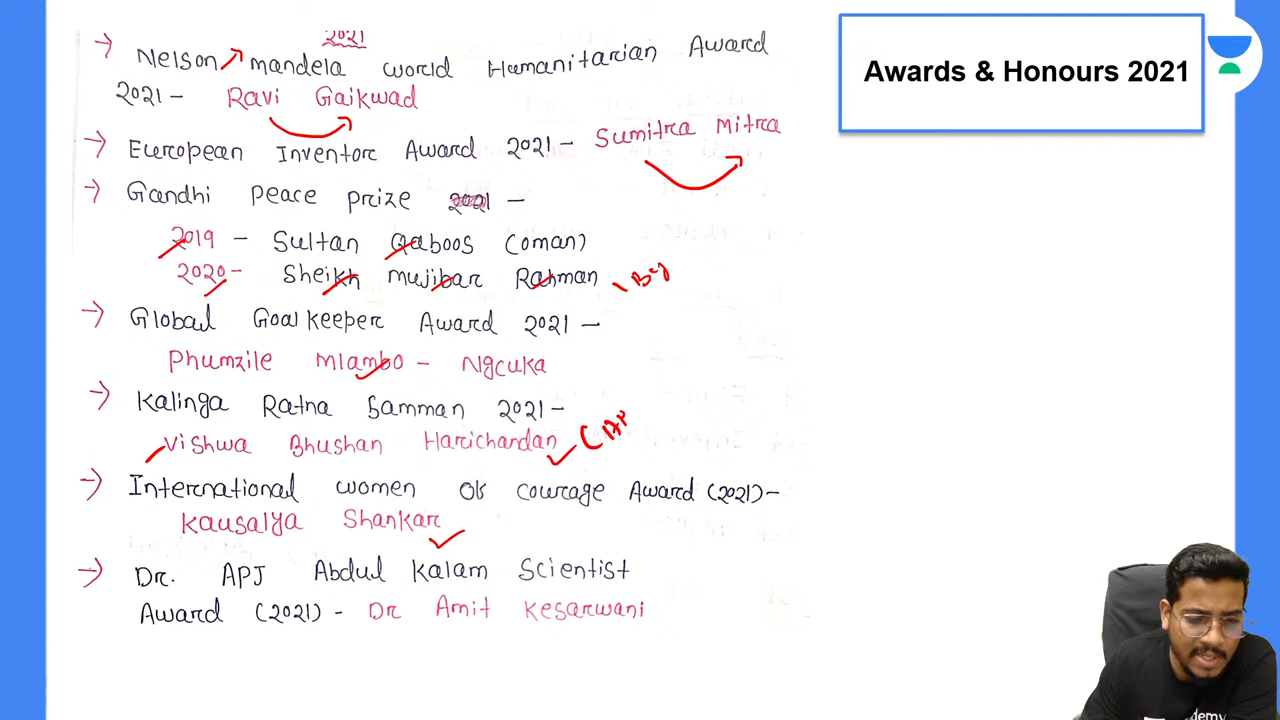 Awards & Honours 2021
2021
→ Nelson mandela world Humanitarian Award
2021 - Ravi Gaikwad
→ European Inventor Award 2021 - Sumitra Mitra
→ Gandhi Peace prize 2021 -
2019 - Sultan Qaboos (oman)
2020 - Sheikh Mujibar Rahman
→ Global Goalkeeper Award 2021 -
Phumzile Mlambo - Ngcuka
→ Kalinga Ratna Samman 2021 -
Vishwa Bhushan Harichandan (AP
→ International women of courage Award (2021) -
Kausalya Shankar
→ Dr. APJ Abdul Kalam Scientist
Award (2021) - Dr Amit Kesarwani